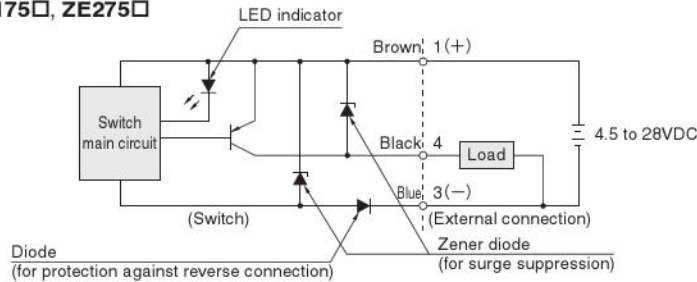 175□, ZE275□
LED indicator
Brown 1(+)
Switch
main circuit
Black 4
Load
4.5 to 28VDC
Blue 3(−)
(Switch)
(External connection)
Diode
(for protection against reverse connection)
Zener diode
(for surge suppression)